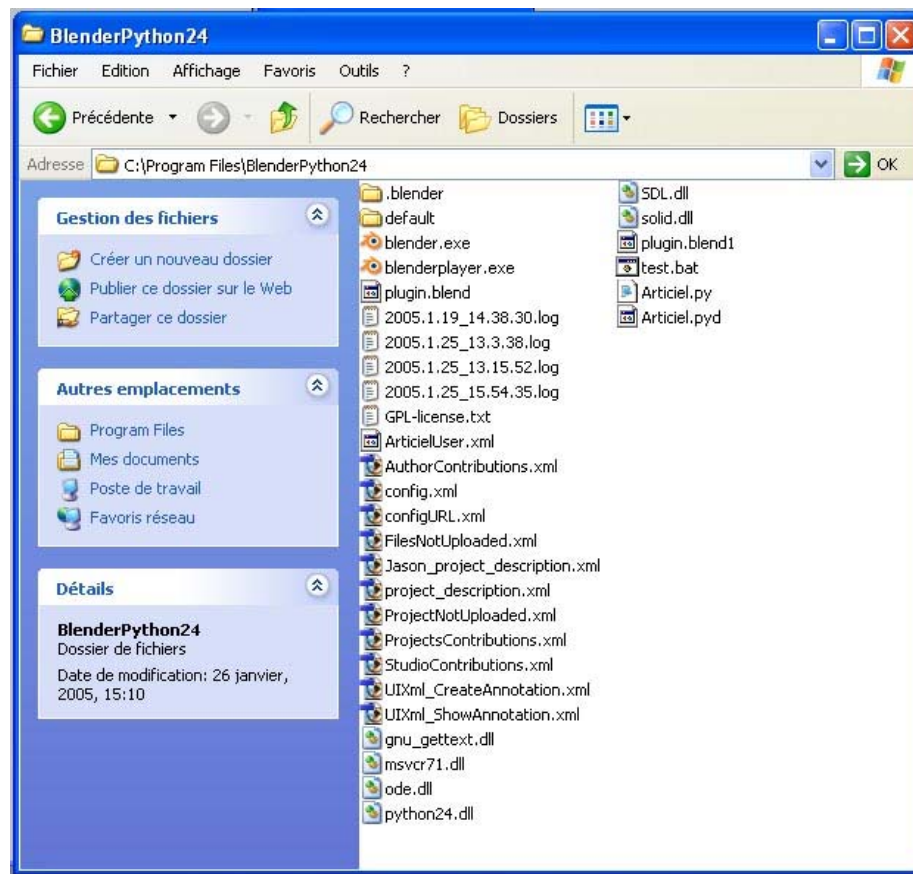 BlenderPython24
Fichier Edition Affichage Favoris Outils ?
Précédente Rechercher Dossiers
Adresse C:\Program Files\BlenderPython24 OK
Gestion des fichiers
Créer un nouveau dossier
Publier ce dossier sur le Web
Partager ce dossier
Autres emplacements
Program Files
Mes documents
Poste de travail
Favoris réseau
Détails
BlenderPython24
Dossier de fichiers
Date de modification: 26 janvier,
2005, 15:10
.blender
default
blender.exe
blenderplayer.exe
plugin.blend
2005.1.19_14.38.30.log
2005.1.25_13.3.38.log
2005.1.25_13.15.52.log
2005.1.25_15.54.35.log
GPL-license.txt
ArticielUser.xml
AuthorContributions.xml
config.xml
configURL.xml
FilesNotUploaded.xml
Jason_project_description.xml
project_description.xml
ProjectNotUploaded.xml
ProjectsContributions.xml
StudioContributions.xml
UIXml_CreateAnnotation.xml
UIXml_ShowAnnotation.xml
gnu_gettext.dll
msvcr71.dll
ode.dll
python24.dll
SDL.dll
solid.dll
plugin.blend1
test.bat
Articiel.py
Articiel.pyd